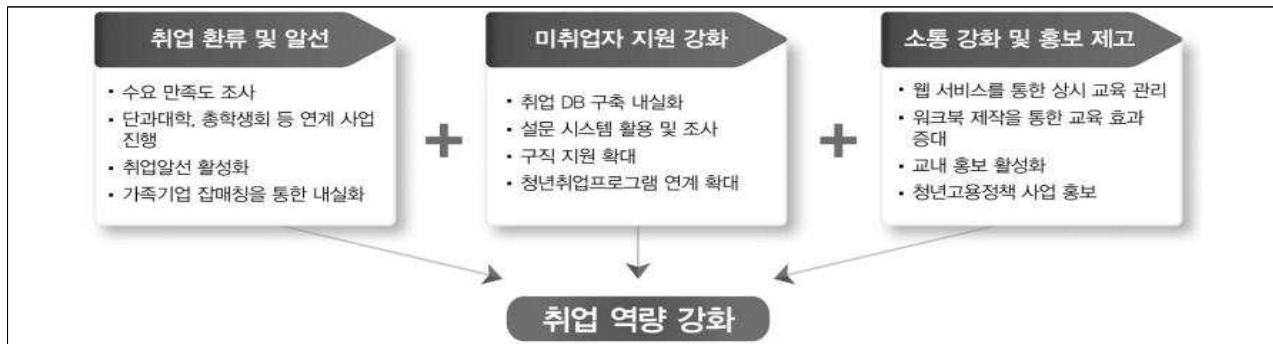 취업 환류 및 알선
• 수요 만족도 조사
• 단과대학, 총학생회 등 연계 사업
진행
• 취업알선 활성화
• 가족기업 잡매칭을 통한 내실화
+
미취업자 지원 강화
• 취업 DB 구축 내실화
• 설문 시스템 활용 및 조사
• 구직 지원 확대
• 청년취업프로그램 연계 확대
+
소통 강화 및 홍보 제고
• 웹 서비스를 통한 상시 교육 관리
• 워크북 제작을 통한 교육 효과
증대
• 교내 홍보 활성화
• 청년고용정책 사업 홍보
취업 역량 강화